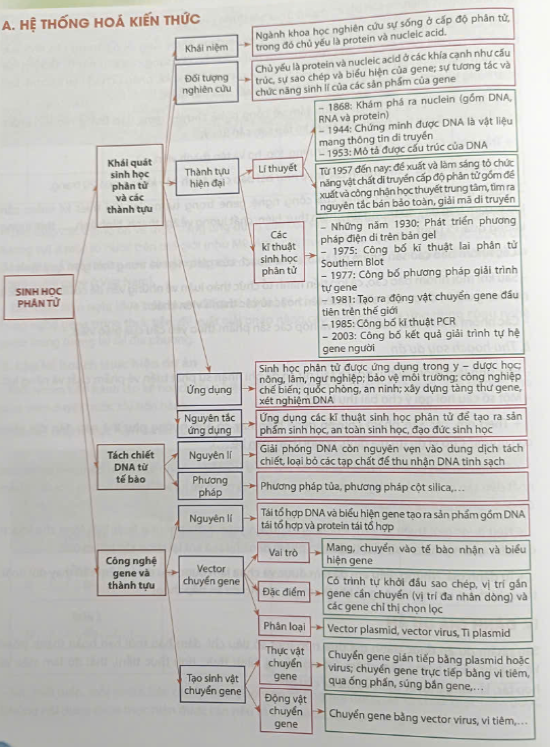 A. HỆ THỐNG HOÁ KIẾN THỨC
Khái niệm
Ngành khoa học nghiên cứu sự sống ở cấp độ phân tử,
trong đó chủ yếu là protein và nucleic acid.
Đối tượng
nghiên cứu
Chủ yếu là protein và nucleic acid ở các khía cạnh như cấu
trúc, sự sao chép và biểu hiện của gene; sự tương tác và
chức năng sinh lí của các sản phẩm của gene
Khái quát
sinh học
phân tử
và các
thành tựu
Thành tựu
hiện đại
Lí thuyết
– 1868: Khám phá ra nuclein (gồm DNA,
RNA và protein)
– 1944: Chứng minh được DNA là vật liệu
mang thông tin di truyền
– 1953: Mô tả được cấu trúc của DNA
Từ 1957 đến nay: đề xuất và làm sáng tỏ chức
năng vật chất di truyền cấp độ phân tử gồm đề
xuất và công nhận học thuyết trung tâm, tìm ra
nguyên tắc bán bảo toàn, giải mã di truyền
Các
kĩ thuật
sinh học
phân tử
– Những năm 1930: Phát triển phương
pháp điện di trên bản gel
– 1975: Công bố kĩ thuật lai phân tử
Southern Blot
– 1977: Công bố phương pháp giải trình
tự gene
– 1981: Tạo ra động vật chuyển gene đầu
tiên trên thế giới
– 1985: Công bố kĩ thuật PCR
– 2003: Công bố kết quả giải trình tự hệ
gene người
SINH HỌC
PHÂN TỬ
Ứng dụng
Sinh học phân tử được ứng dụng trong y – dược học;
nông, lâm, ngư nghiệp; bảo vệ môi trường; công nghiệp
chế biến; quốc phòng, an ninh; xây dựng tàng thư gene,
xét nghiệm DNA
Nguyên tắc
ứng dụng
Ứng dụng các kĩ thuật sinh học phân tử để tạo ra sản
phẩm sinh học, an toàn sinh học, đạo đức sinh học
Tách chiết
DNA từ
tế bào
Nguyên lí
Giải phóng DNA còn nguyên vẹn vào dung dịch tách
chiết, loại bỏ các tạp chất để thu nhận DNA tinh sạch
Phương
pháp
Phương pháp tủa, phương pháp cột silica,...
Nguyên lí
Tái tổ hợp DNA và biểu hiện gene tạo ra sản phẩm gồm DNA
tái tổ hợp và protein tái tổ hợp
Công nghệ
gene và
thành tựu
Vector
chuyển gene
Vai trò
Mang, chuyển vào tế bào nhận và biểu
hiện gene
Đặc điểm
Có trình tự khởi đầu sao chép, vị trí gắn
gene cần chuyển (vị trí đa nhân dòng) và
các gene chỉ thị chọn lọc
Phân loại
Vector plasmid, vector virus, Ti plasmid
Tạo sinh vật
chuyển gene
Thực vật
chuyển
gene
Chuyển gene gián tiếp bằng plasmid hoặc
virus; chuyển gene trực tiếp bằng vi tiêm,
qua ống phấn, súng bắn gene,...
Động vật
chuyển
gene
Chuyển gene bằng vector virus, vi tiêm,...